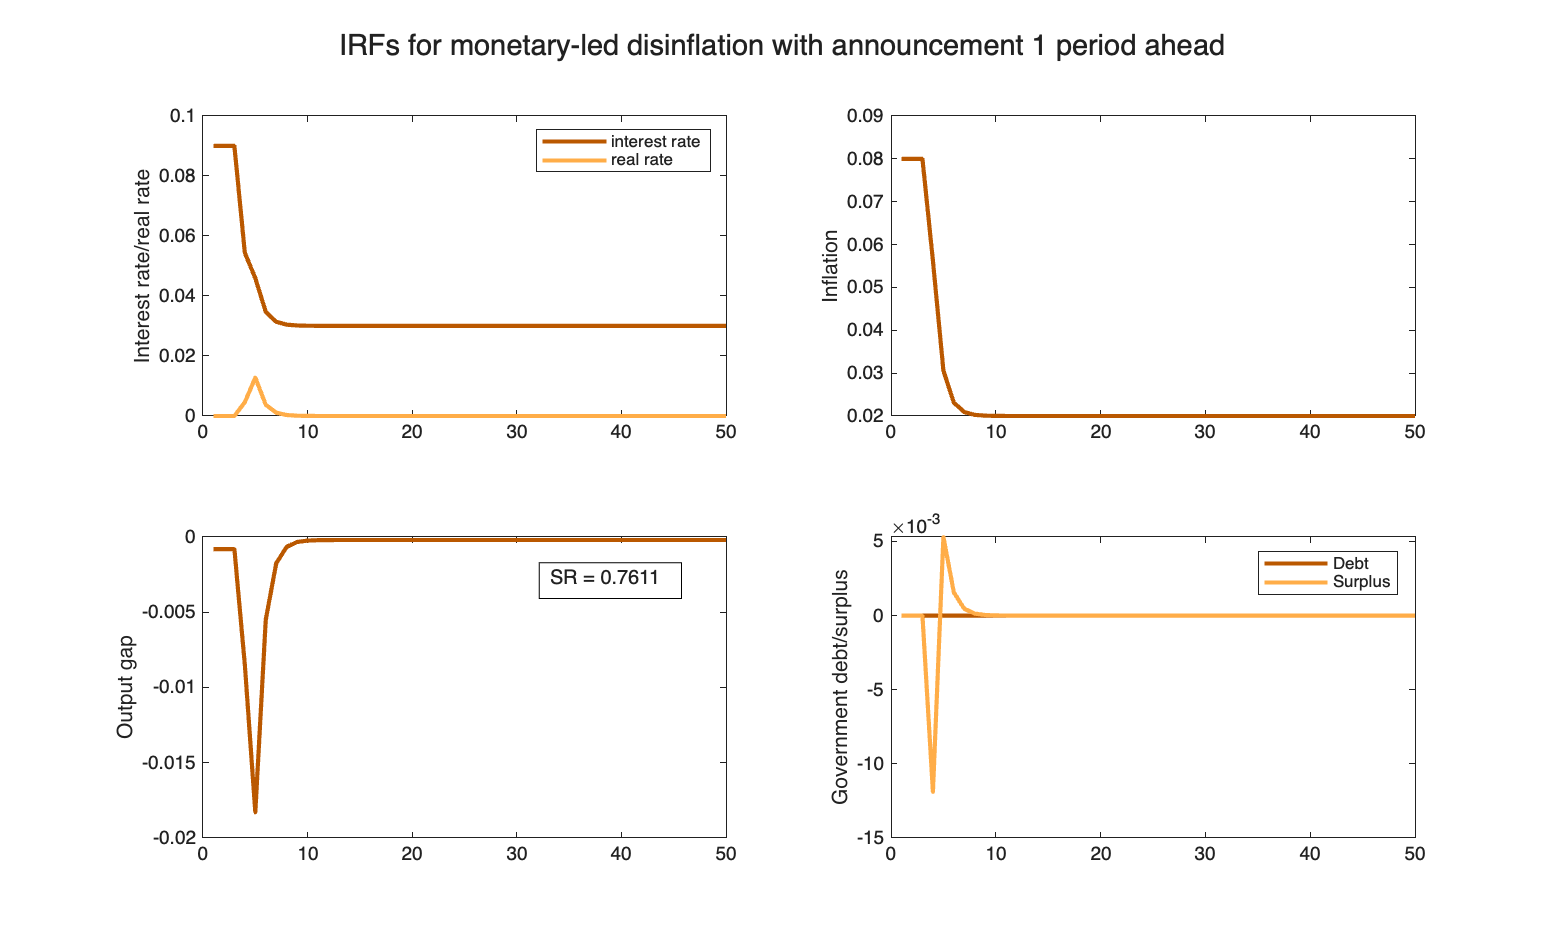 IRFs for monetary-led disinflation with announcement 1 period ahead
0.1
0.08
0.06
0.04
0.02
0
Interest rate/real rate
interest rate
real rate
0 10 20 30 40 50
0.09
0.08
0.07
0.06
0.05
0.04
0.03
0.02
Inflation
0 10 20 30 40 50
0
-0.005
-0.01
-0.015
-0.02
Output gap
SR = 0.7611
0 10 20 30 40 50
×10-3
5
0
-5
-10
-15
Government debt/surplus
Debt
Surplus
0 10 20 30 40 50